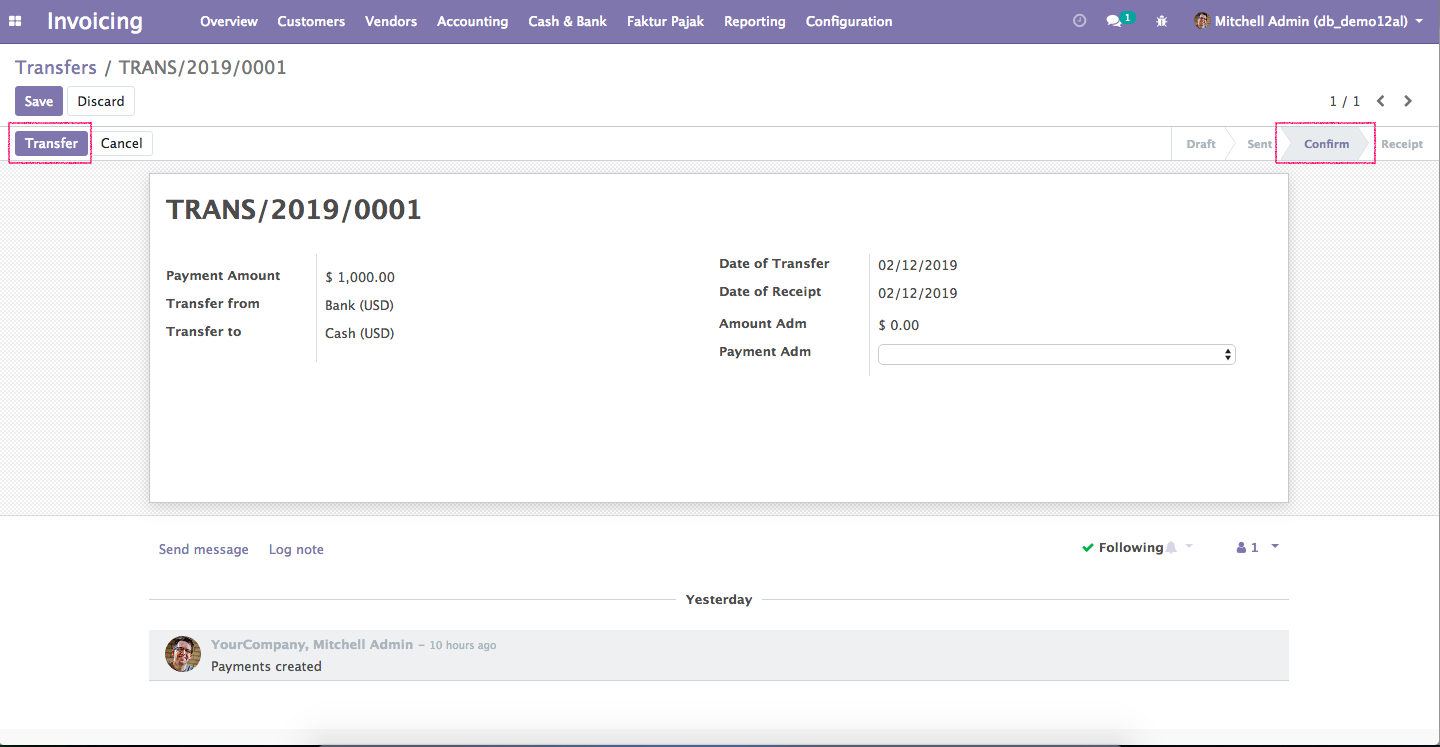 Invoicing Overview Customers Vendors Accounting Cash & Bank Faktur Pajak Reporting Configuration 1 Mitchell Admin (db_demo12al)
Transfers / TRANS/2019/0001
Save Discard 1 / 1
Transfer Cancel Draft Sent Confirm Receipt
TRANS/2019/0001
Payment Amount $ 1,000.00
Transfer from Bank (USD)
Transfer to Cash (USD)
Date of Transfer 02/12/2019
Date of Receipt 02/12/2019
Amount Adm $ 0.00
Payment Adm
Send message Log note Following 1
Yesterday
YourCompany, Mitchell Admin – 10 hours ago
Payments created